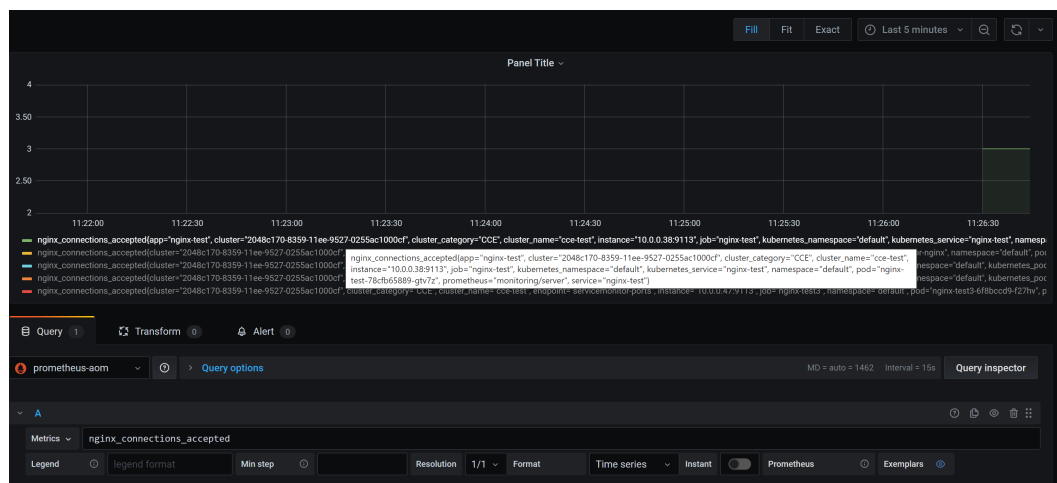 Fill Fit Exact Last 5 minutes
Panel Title
4
3.50
3
2.50
2
11:22:00 11:22:30 11:23:00 11:23:30 11:24:00 11:24:30 11:25:00 11:25:30 11:26:00 11:26:30
nginx_connections_accepted{app="nginx-test", cluster="2048c170-8359-11ee-9527-0255ac1000cf", cluster_category="CCE", cluster_name="cce-test", instance="10.0.0.38:9113", job="nginx-test", kubernetes_namespace="default", kubernetes_service="nginx-test", namesp
nginx_connections_accepted{cluster="2048c170-8359-11ee-9527-0255ac1000cf", namespace="default", poc
nginx_connections_accepted{cluster="2048c170-8359-11ee-9527-0255ac1000cf"
nginx_connections_accepted{cluster="2048c170-8359-11ee-9527-0255ac1000cf"
nginx_connections_accepted{cluster="2048c170-8359-11ee-9527-0255ac1000cf", cluster_category="CCE", cluster_name="cce-test", endpoint="servicemonitor-ports", instance="10.0.0.47:9113", job="nginx-test3", namespace="default", pod="nginx-test3-6f8bccd9-f27hv", p
nginx_connections_accepted{app="nginx-test", cluster="2048c170-8359-11ee-9527-0255ac1000cf", cluster_category="CCE", cluster_name="cce-test",
instance="10.0.0.38:9113", job="nginx-test", kubernetes_namespace="default", kubernetes_service="nginx-test", namespace="default", pod="nginx-
test-78cfb65889-gtv7z", prometheus="monitoring/server", service="nginx-test"}
Query 1 Transform 0 Alert 0
prometheus-aom Query options MD = auto = 1462 Interval = 15s Query inspector
A
Metrics nginx_connections_accepted
Legend legend format Min step Resolution 1/1 Format Time series Instant Prometheus Exemplars